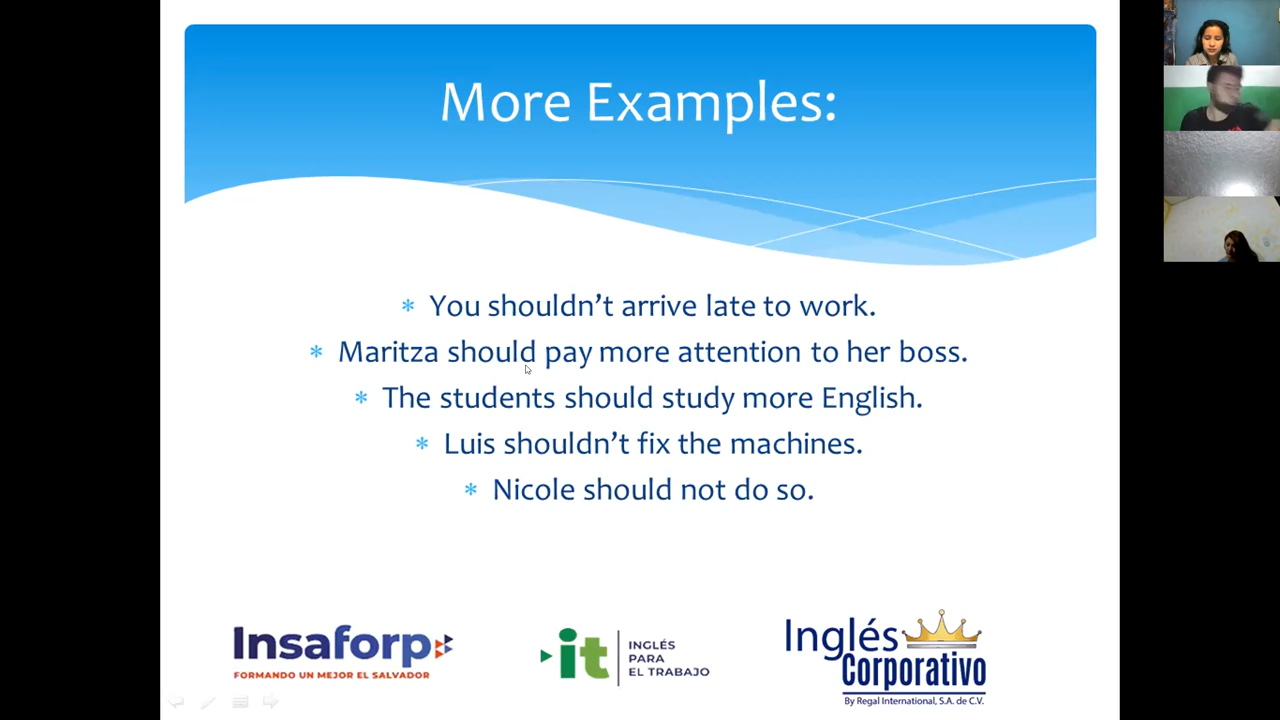 More Examples:
* You shouldn't arrive late to work.
* Maritza should pay more attention to her boss.
* The students should study more English.
* Luis shouldn't fix the machines.
* Nicole should not do so.
Insaforp
FORMANDO UN MEJOR EL SALVADOR
it
INGLÉS
PARA
EL TRABAJO
Inglés
Corporativo
By Regal International, S.A. de C.V.